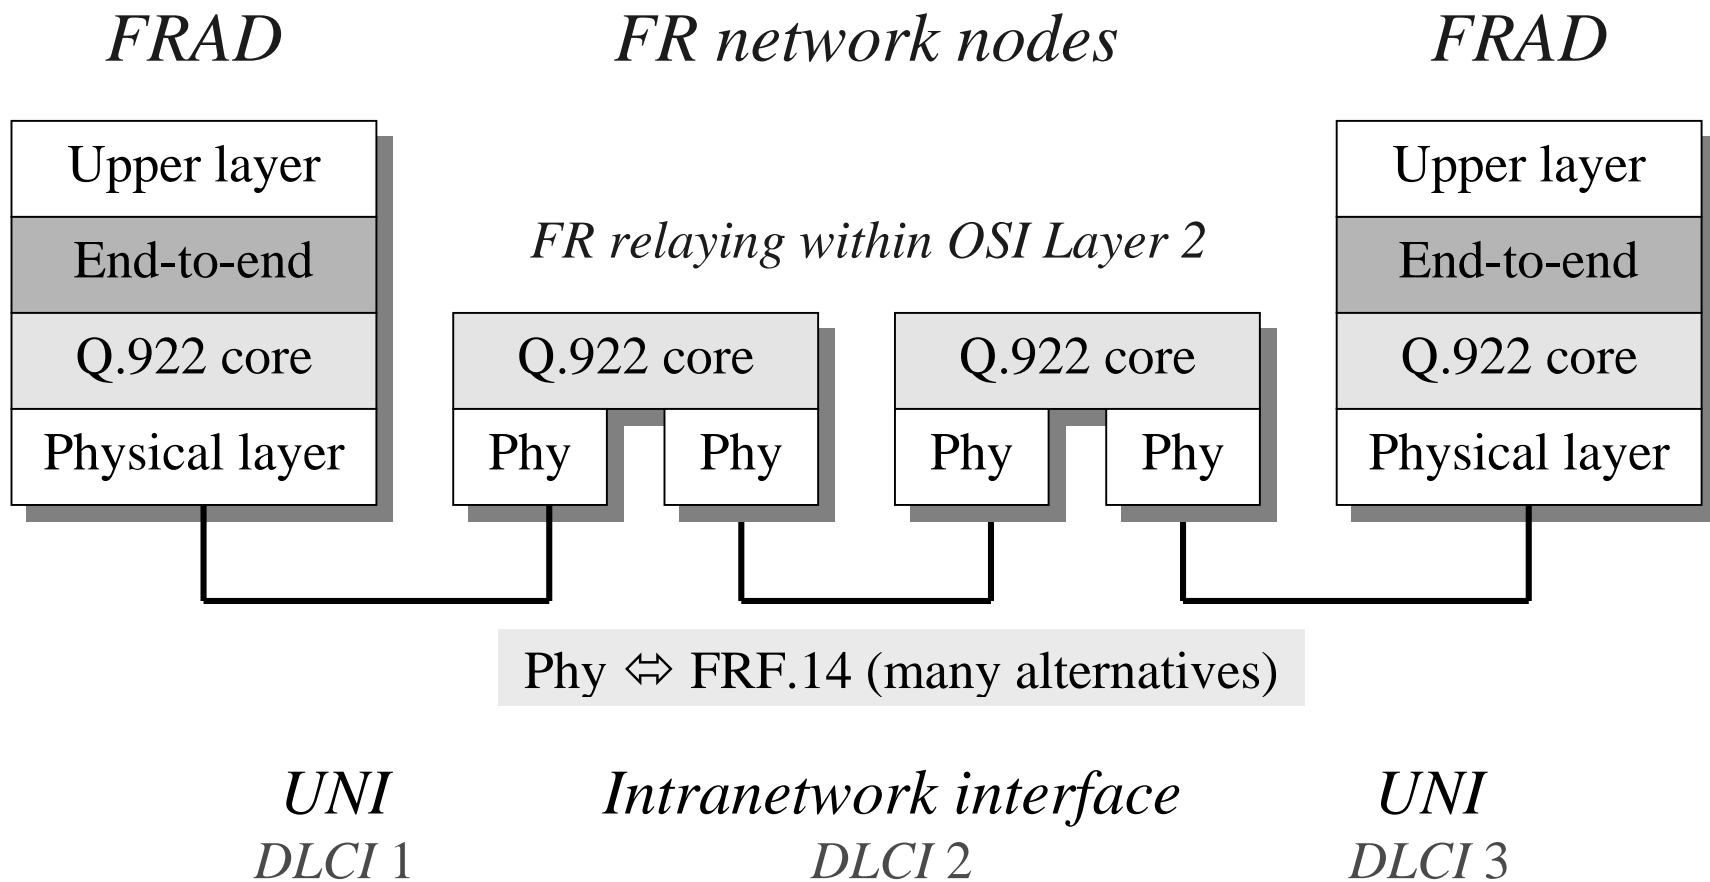 FRAD
FR network nodes
FRAD
Upper layer
End-to-end
Q.922 core
Physical layer
FR relaying within OSI Layer 2
Q.922 core
Phy
Phy
Q.922 core
Phy
Phy
Upper layer
End-to-end
Q.922 core
Physical layer
Phy ⇔ FRF.14 (many alternatives)
UNI
Intranetwork interface
UNI
DLCI 1
DLCI 2
DLCI 3